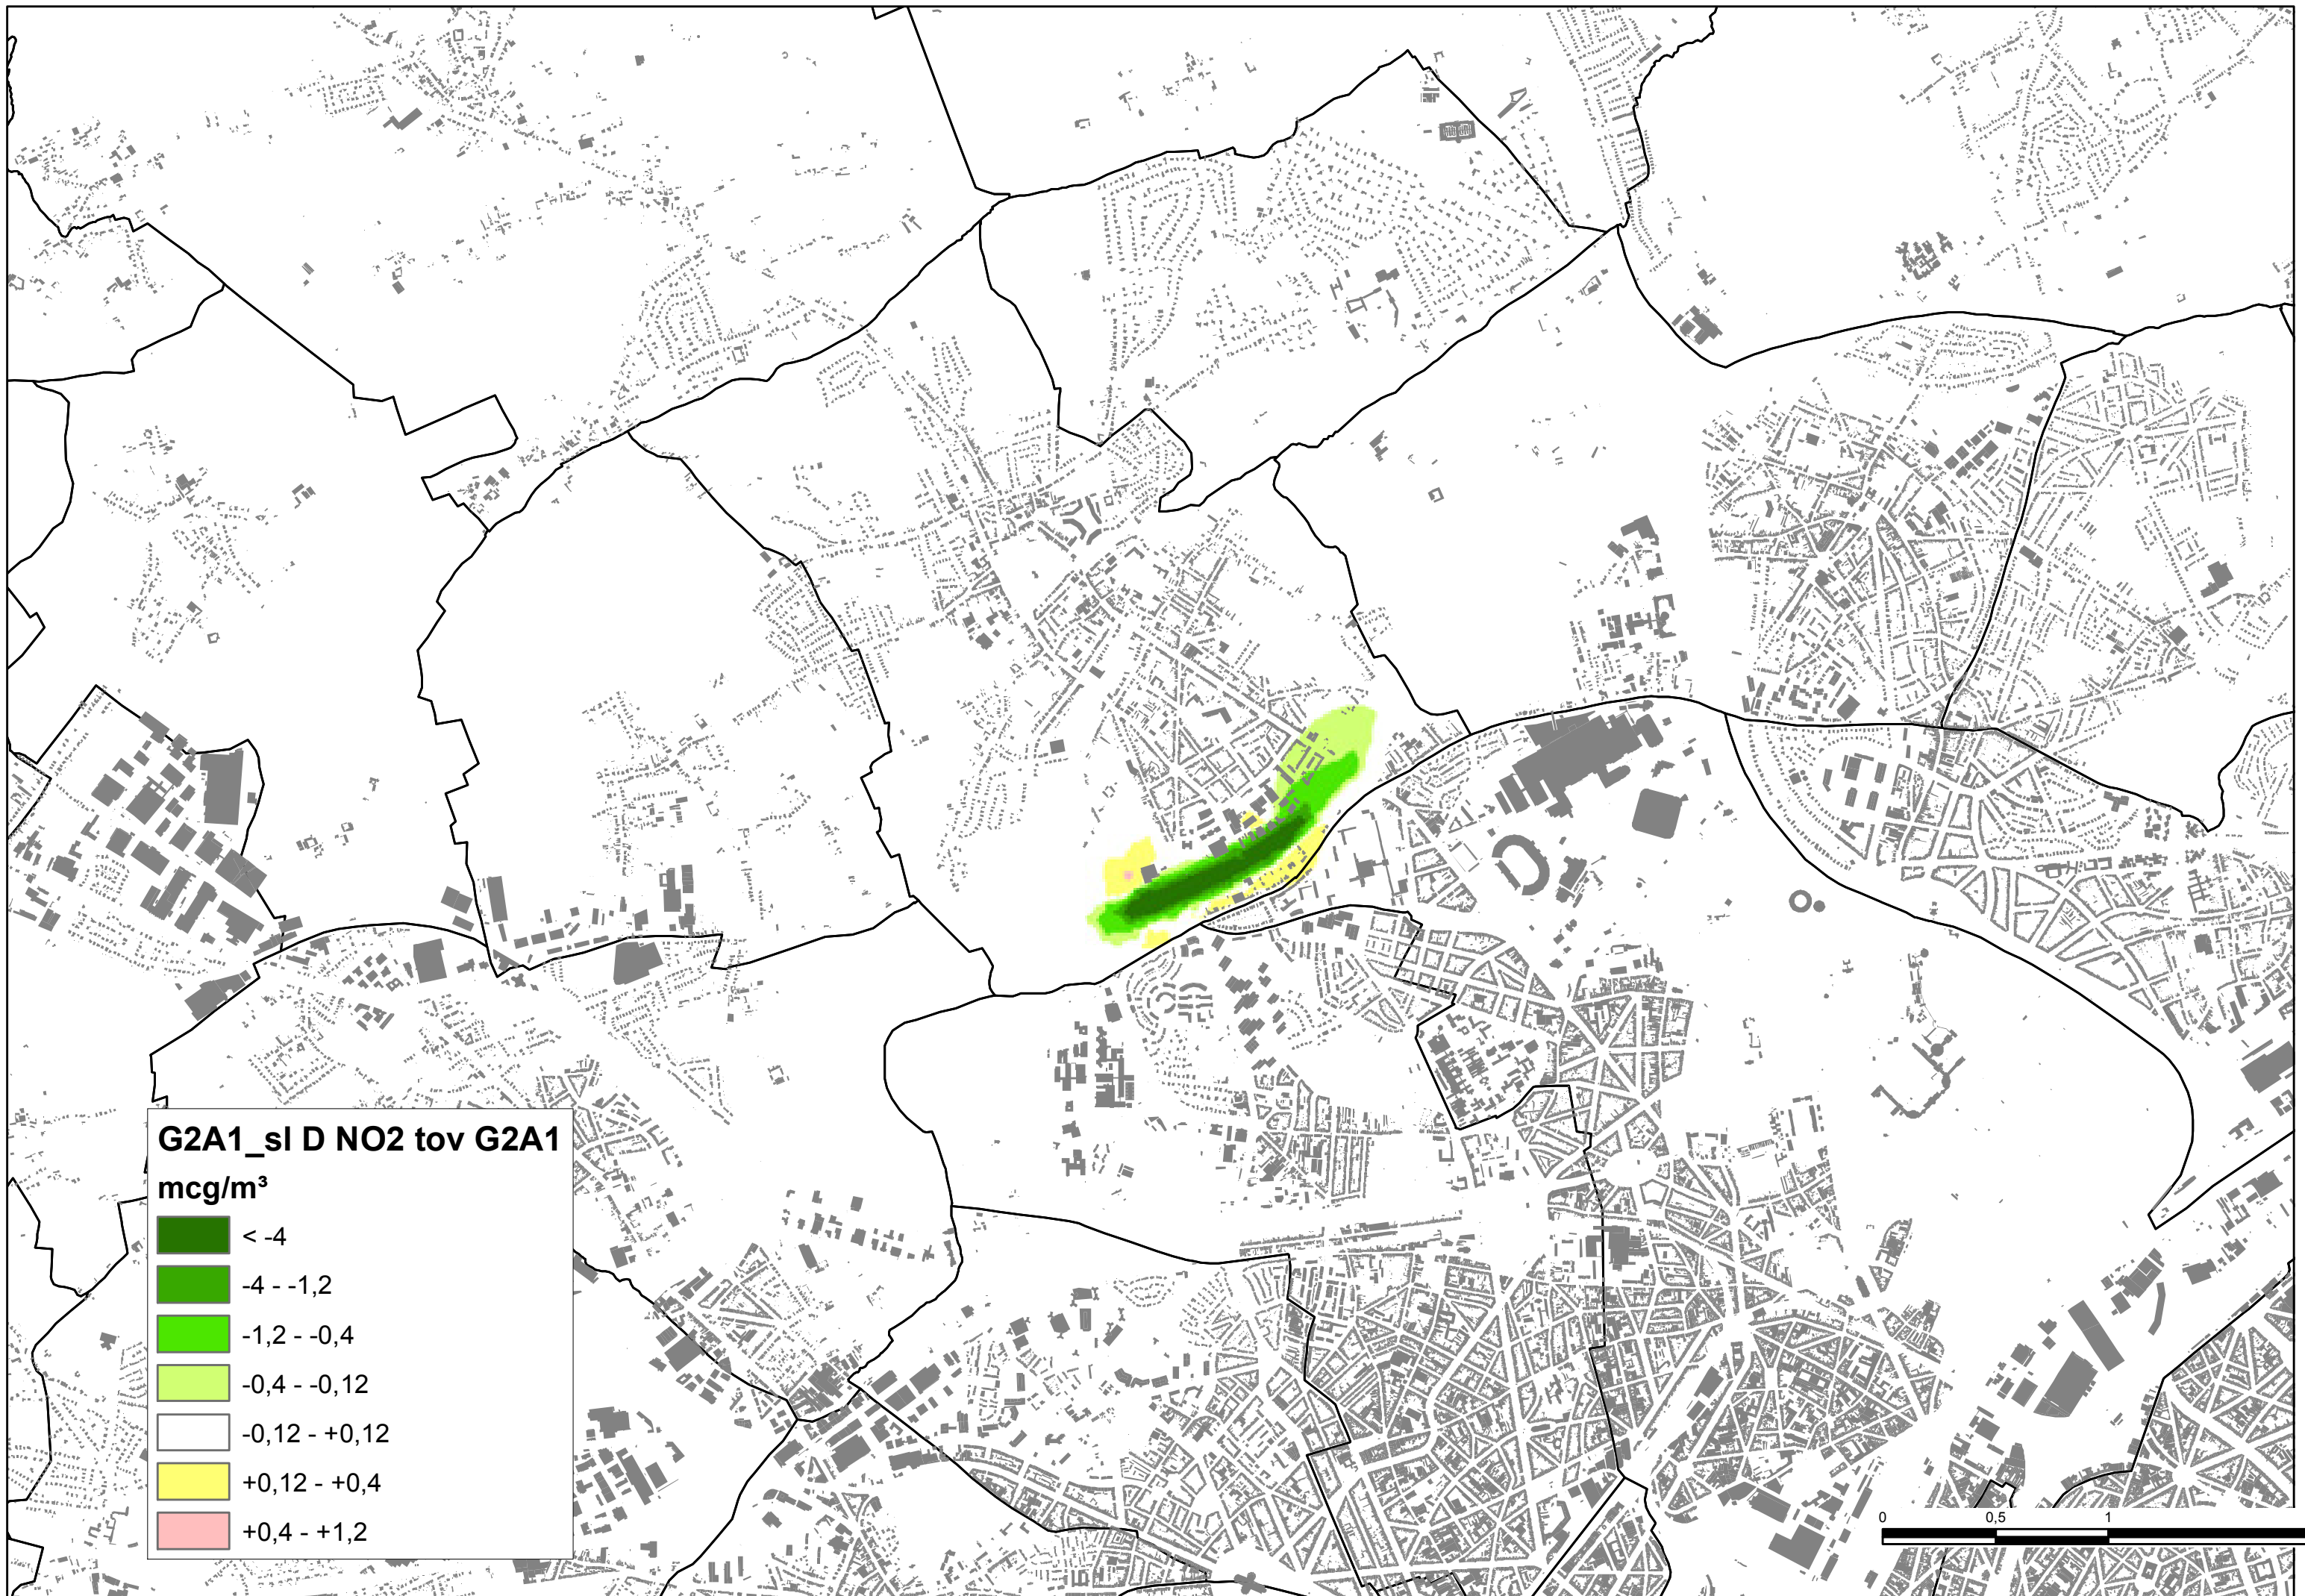 G2A1_sl D NO2 tov G2A1
mcg/m³
< -4
-4 - -1,2
-1,2 - -0,4
-0,4 - -0,12
-0,12 - +0,12
+0,12 - +0,4
+0,4 - +1,2
0 0,5 1